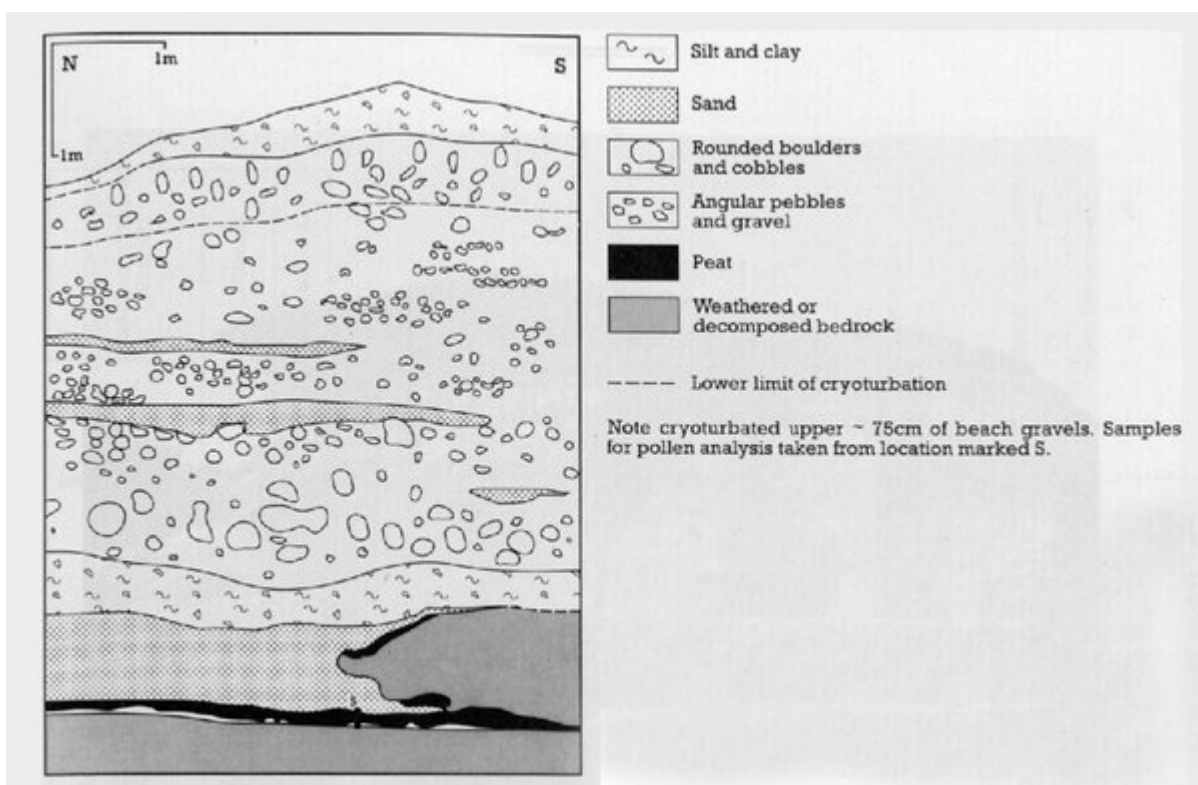 N
1m
S
1m
s
Silt and clay
Sand
Rounded boulders
and cobbles
Angular pebbles
and gravel
Peat
Weathered or
decomposed bedrock
Lower limit of cryoturbation
Note cryoturbated upper ~ 75cm of beach gravels. Samples
for pollen analysis taken from location marked S.